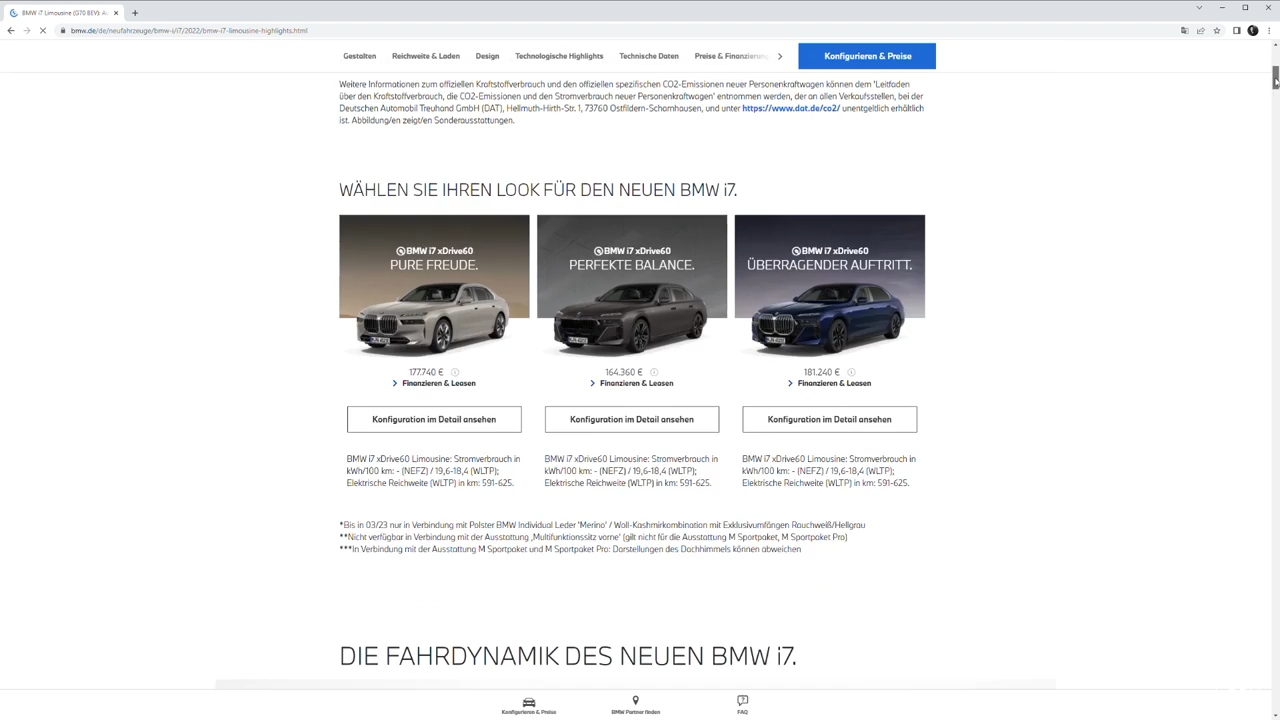 BMW i7 Limousine (G70 BEV): A
bmw.de/de/neufahrzeuge/bmw-i/i7/2022/bmw-i7-limousine-highlights.html
Gestalten Reichweite & Laden Design Technologische Highlights Technische Daten Preise & Finanzierung Konfigurieren & Preise
Weitere Informationen zum offiziellen Kraftstoffverbrauch und den offiziellen spezifischen CO2-Emissionen neuer Personenkraftwagen können dem 'Leitfaden
über den Kraftstoffverbrauch, die CO2-Emissionen und den Stromverbrauch neuer Personenkraftwagen' entnommen werden, der an allen Verkaufsstellen, bei der
Deutschen Automobil Treuhand GmbH (DAT), Hellmuth-Hirth-Str. 1, 73760 Ostfildern-Scharnhausen, und unter https://www.dat.de/co2/ unentgeltlich erhältlich
ist. Abbildung/en zeigt/en Sonderausstattungen.
WÄHLEN SIE IHREN LOOK FÜR DEN NEUEN BMW i7.
BMW i7 xDrive60
PURE FREUDE.
177.740 €
Finanzieren & Leasen
Konfiguration im Detail ansehen
BMW i7 xDrive60 Limousine: Stromverbrauch in
kWh/100 km: - (NEFZ) / 19,6-18,4 (WLTP);
Elektrische Reichweite (WLTP) in km: 591-625.
BMW i7 xDrive60
PERFEKTE BALANCE.
164.360 €
Finanzieren & Leasen
Konfiguration im Detail ansehen
BMW i7 xDrive60 Limousine: Stromverbrauch in
kWh/100 km: - (NEFZ) / 19,6-18,4 (WLTP);
Elektrische Reichweite (WLTP) in km: 591-625.
BMW i7 xDrive60
ÜBERRAGENDER AUFTRITT.
181.240 €
Finanzieren & Leasen
Konfiguration im Detail ansehen
BMW i7 xDrive60 Limousine: Stromverbrauch in
kWh/100 km: - (NEFZ) / 19,6-18,4 (WLTP);
Elektrische Reichweite (WLTP) in km: 591-625.
*Bis in 03/23 nur in Verbindung mit Polster BMW Individual Leder 'Merino' / Woll-Kashmirkombination mit Exklusivumfängen Rauchweiß/Hellgrau
**Nicht verfügbar in Verbindung mit der Ausstattung ‚Multifunktionssitz vorne' (gilt nicht für die Ausstattung M Sportpaket, M Sportpaket Pro)
***In Verbindung mit der Ausstattung M Sportpaket und M Sportpaket Pro: Darstellungen des Dachhimmels können abweichen
DIE FAHRDYNAMIK DES NEUEN BMW i7.
Konfigurieren & Preise BMW Partner finden FAQ